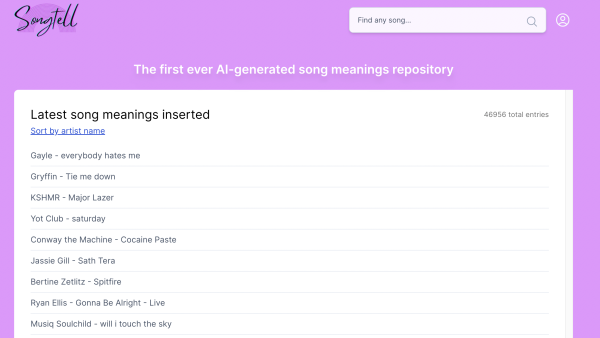 Songtell
Find any song...
The first ever AI-generated song meanings repository
Latest song meanings inserted
46956 total entries
Sort by artist name
Gayle - everybody hates me
Gryffin - Tie me down
KSHMR - Major Lazer
Yot Club - saturday
Conway the Machine - Cocaine Paste
Jassie Gill - Sath Tera
Bertine Zetlitz - Spitfire
Ryan Ellis - Gonna Be Alright - Live
Musiq Soulchild - will i touch the sky